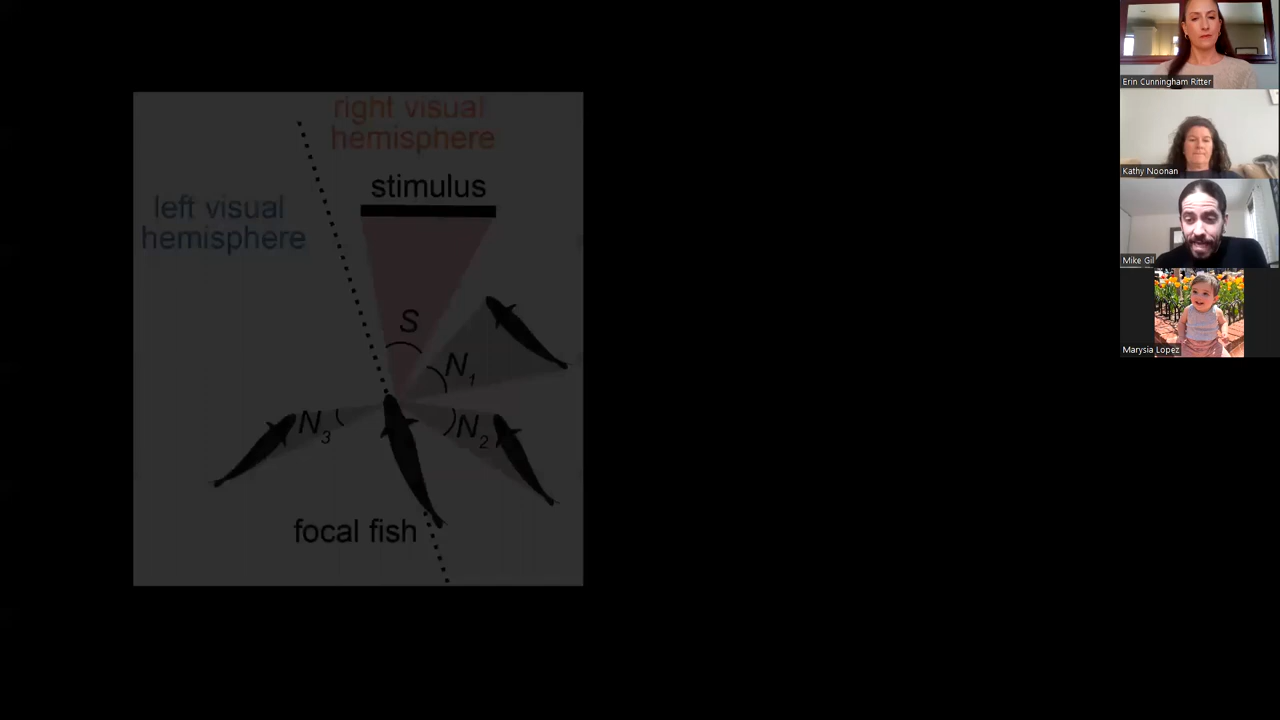 right visual
hemisphere
stimulus
left visual
hemisphere
S
N1
N3
N2
focal fish
Erin Cunningham Ritter
Kathy Noonan
Mike Gil
Marysia Lopez